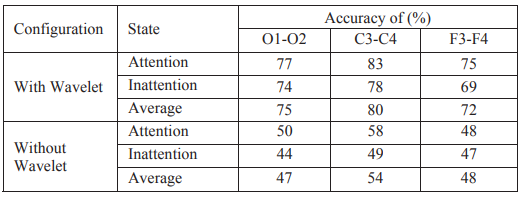 Configuration State Accuracy of (%)
O1-O2 C3-C4 F3-F4
With Wavelet Attention 77 83 75
Inattention 74 78 69
Average 75 80 72
Without Wavelet Attention 50 58 48
Inattention 44 49 47
Average 47 54 48